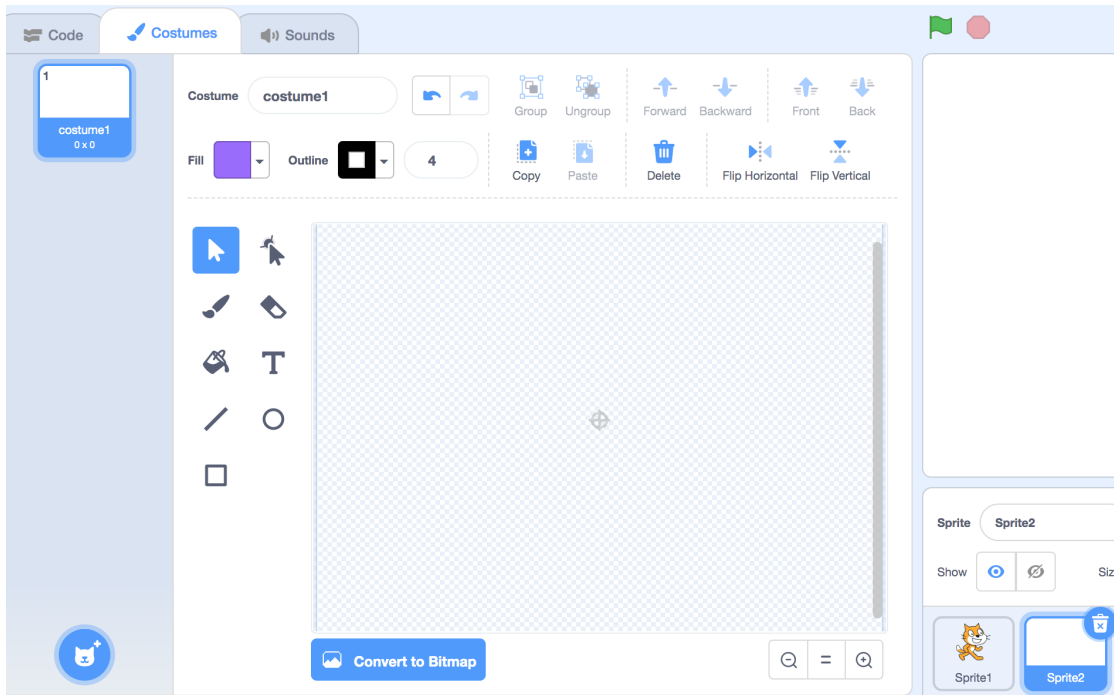 Code
Costumes
Sounds
1
costume1
0 x 0
Costume
costume1
Group
Ungroup
Forward
Backward
Front
Back
Fill
Outline
4
Copy
Paste
Delete
Flip Horizontal
Flip Vertical
T
Convert to Bitmap
=
Sprite
Sprite2
Show
Siz
Sprite1
Sprite2